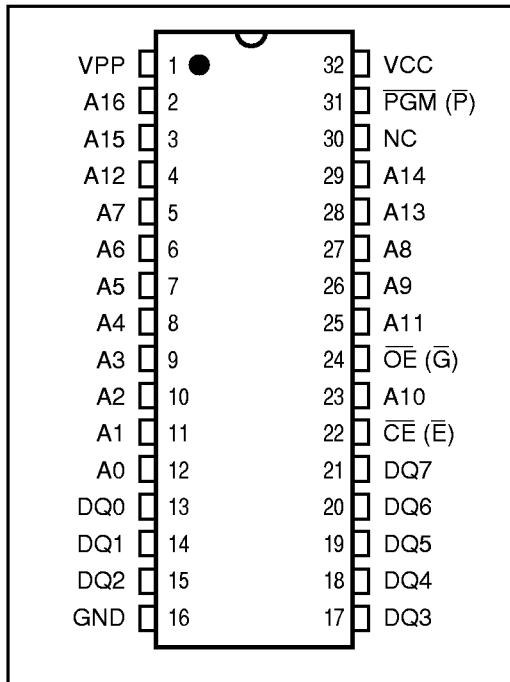 VPP 1 32 VCC
A16 2 31 P̅G̅M̅ (P̅)
A15 3 30 NC
A12 4 29 A14
A7 5 28 A13
A6 6 27 A8
A5 7 26 A9
A4 8 25 A11
A3 9 24 O̅E̅ (G̅)
A2 10 23 A10
A1 11 22 C̅E̅ (E̅)
A0 12 21 DQ7
DQ0 13 20 DQ6
DQ1 14 19 DQ5
DQ2 15 18 DQ4
GND 16 17 DQ3